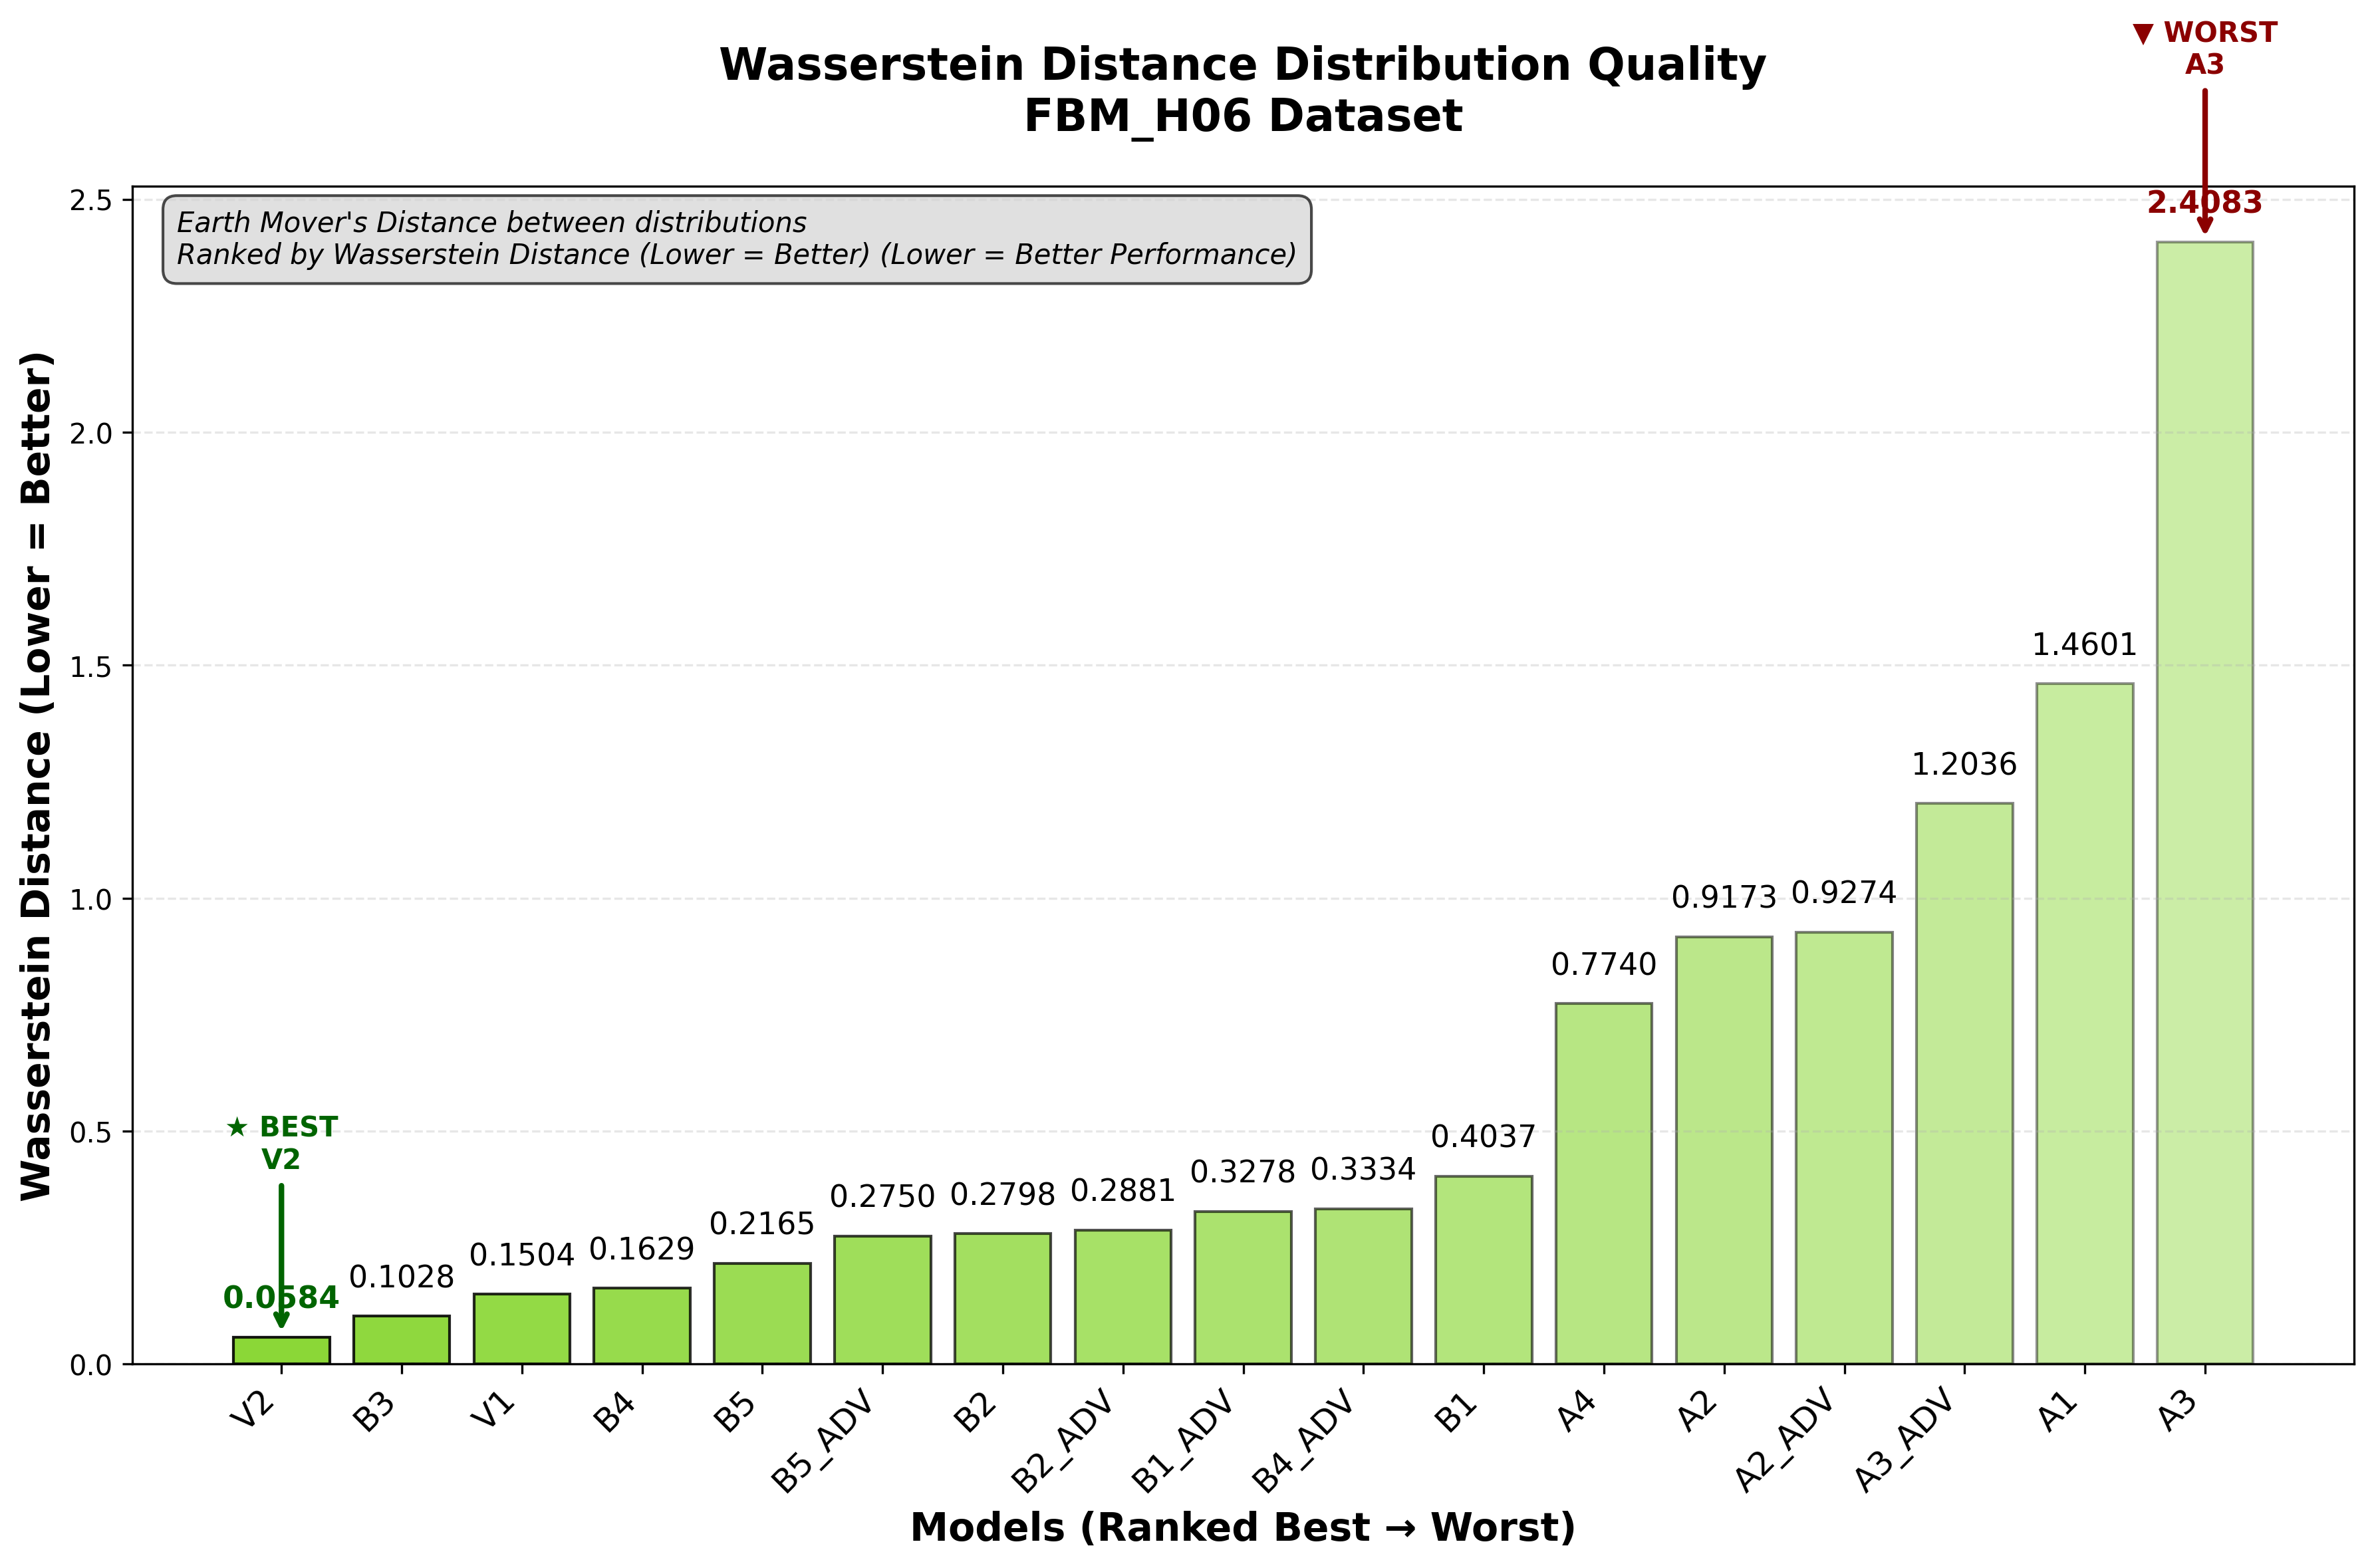 ▼ WORST
A3
Wasserstein Distance Distribution Quality
FBM_H06 Dataset
Earth Mover's Distance between distributions
Ranked by Wasserstein Distance (Lower = Better) (Lower = Better Performance)
Wasserstein Distance (Lower = Better)
2.5
2.0
1.5
1.0
0.5
0.0
★ BEST
V2
0.0584
0.1028
0.1504
0.1629
0.2165
0.2750
0.2798
0.2881
0.3278
0.3334
0.4037
0.7740
0.9173
0.9274
1.2036
1.4601
2.4083
V2
B3
V1
B4
B5
B5_ADV
B2
B2_ADV
B1_ADV
B4_ADV
B1
A4
A2
A2_ADV
A3_ADV
A1
A3
Models (Ranked Best → Worst)